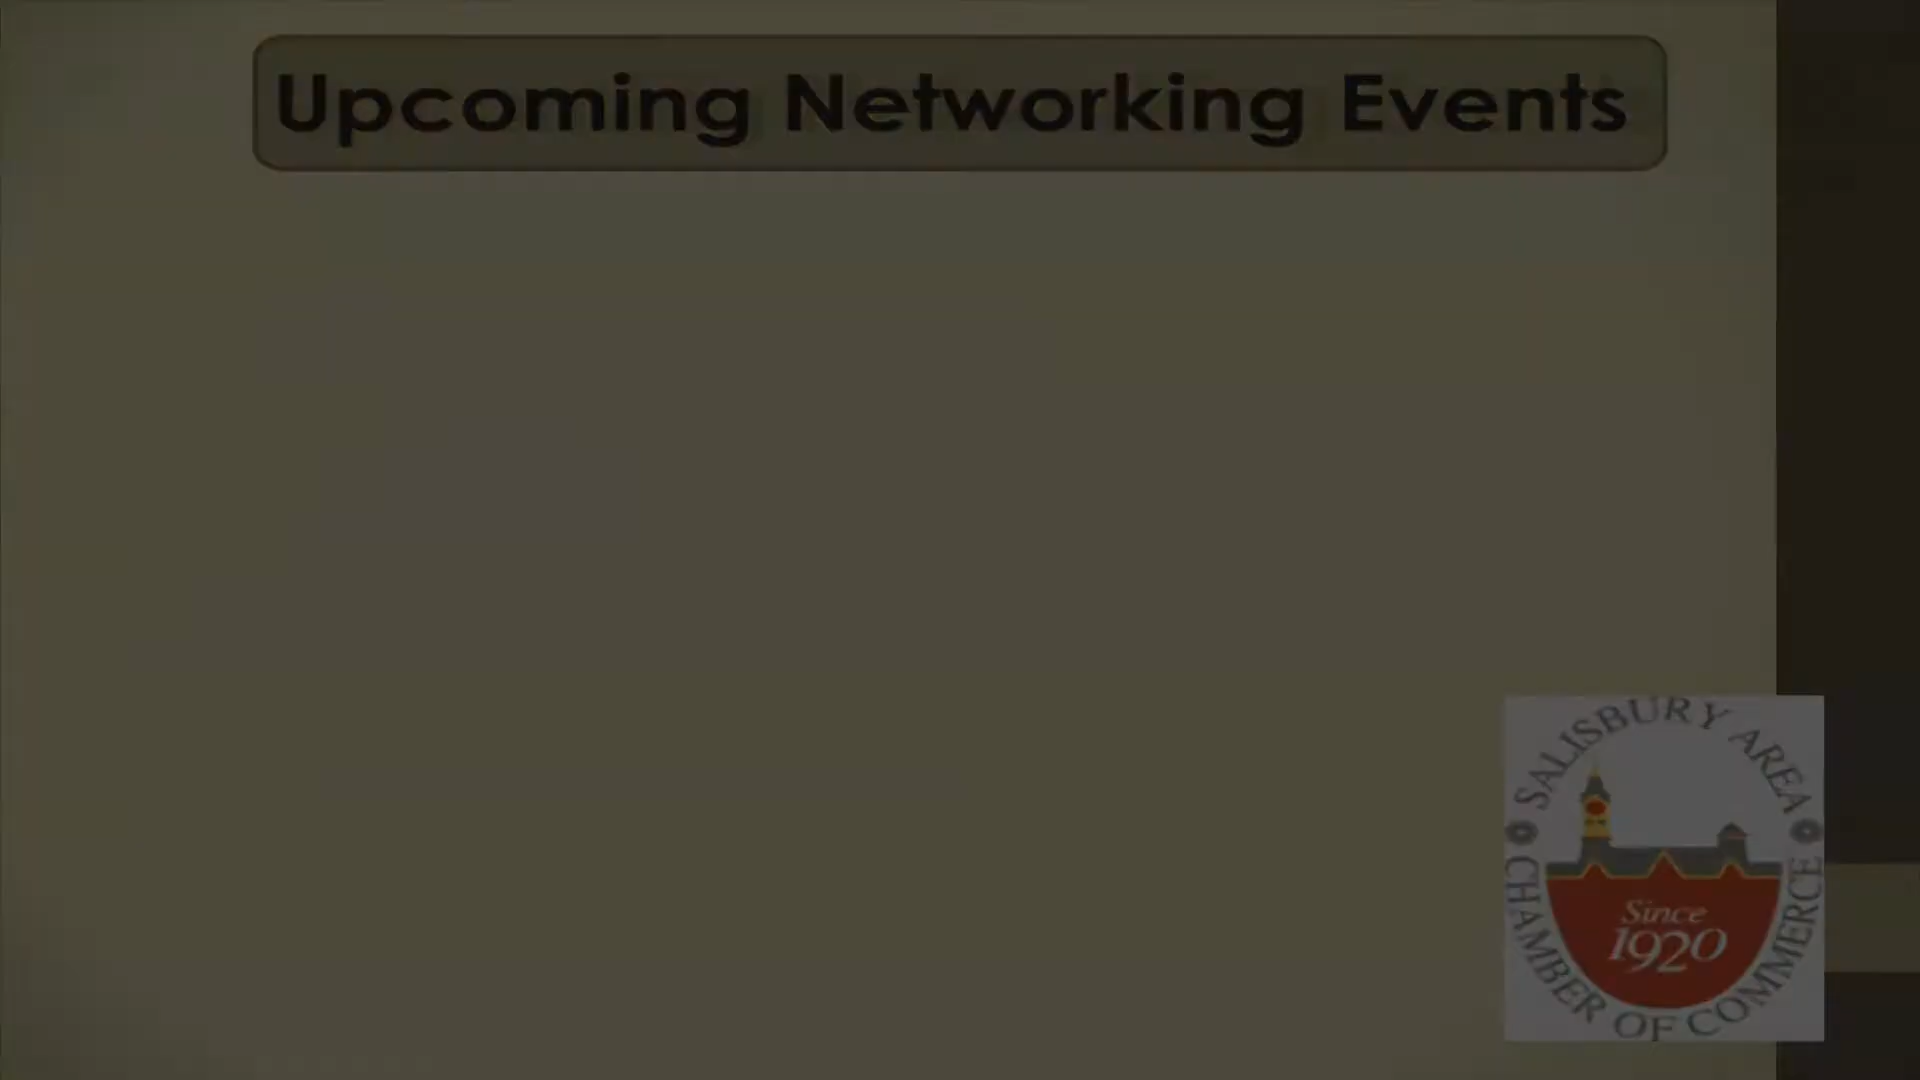 Upcoming Networking Events
SALISBURY AREA
CHAMBER OF COMMERCE
Since
1920